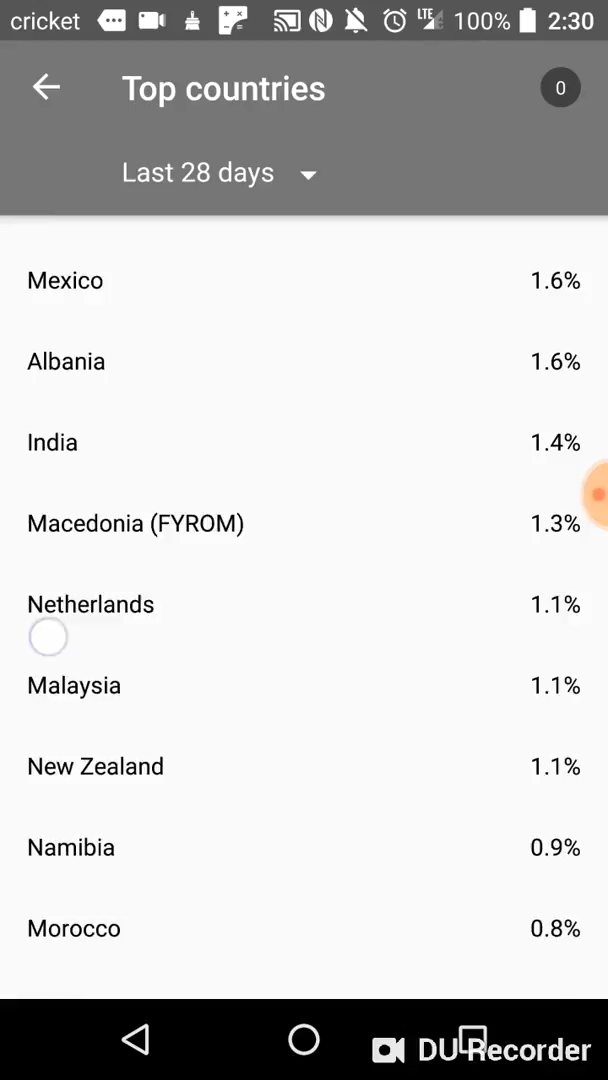 cricket LTE 100% 2:30
Top countries 0
Last 28 days
Mexico 1.6%
Albania 1.6%
India 1.4%
Macedonia (FYROM) 1.3%
Netherlands 1.1%
Malaysia 1.1%
New Zealand 1.1%
Namibia 0.9%
Morocco 0.8%
DU Recorder